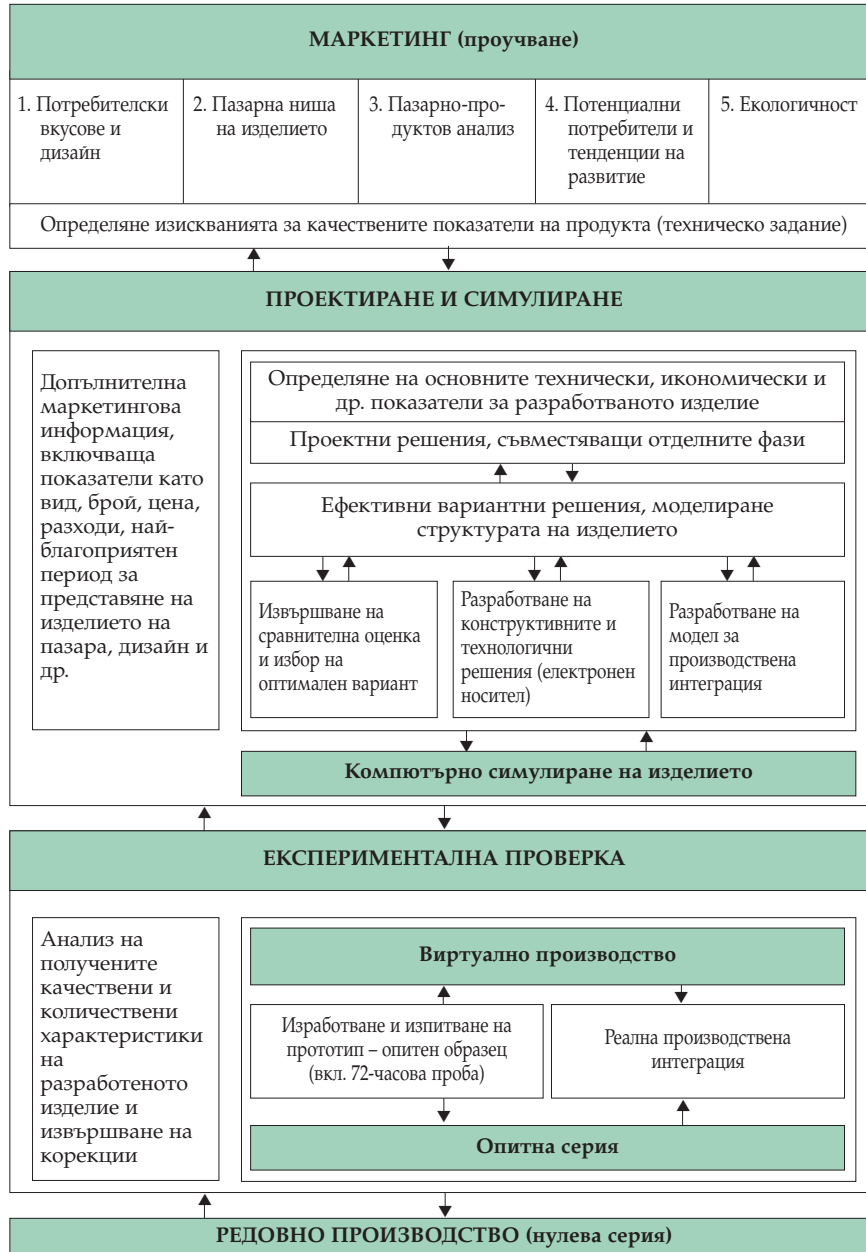 МАРКЕТИНГ (проучване)
1. Потребителски
вкусове и
дизайн
2. Пазарна ниша
на изделието
3. Пазарно-про-
дуктов анализ
4. Потенциални
потребители и
тенденции на
развитие
5. Екологичност
Определяне изискванията за качествените показатели на продукта (техническо задание)
ПРОЕКТИРАНЕ И СИМУЛИРАНЕ
Допълнителна
маркетингова
информация,
включваща
показатели като
вид, брой, цена,
разходи, най-
благоприятен
период за
представяне на
изделието на
пазара, дизайн и
др.
Определяне на основните технически, икономически и
др. показатели за разработваното изделие
Проектни решения, съвместяващи отделните фази
Ефективни вариантни решения, моделиране
структурата на изделието
Извършване на
сравнителна оценка
и избор на
оптимален вариант
Разработване на
конструктивните и
технологични
решения (електронен
носител)
Разработване на
модел за
производствена
интеграция
Компютърно симулиране на изделието
ЕКСПЕРИМЕНТАЛНА ПРОВЕРКА
Анализ на
получените
качествени и
количествени
характеристики
на
разработеното
изделие и
извършване на
корекции
Виртуално производство
Изработване и изпитване на
прототип – опитен образец
(вкл. 72-часова проба)
Реална производствена
интеграция
Опитна серия
РЕДОВНО ПРОИЗВОДСТВО (нулева серия)